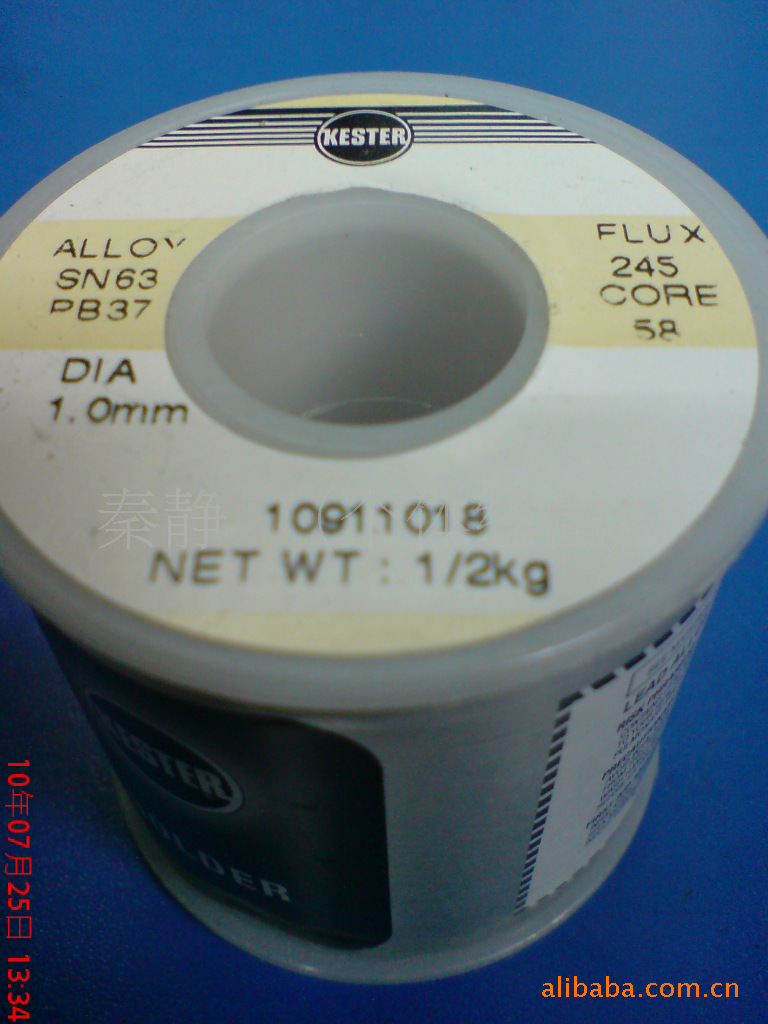 KESTER
ALLOY
SN63
PB37
FLUX
245
CORE
58
DIA
1.0mm
秦静
10911018
NET WT: 1/2kg
KESTER
SOLDER
LEAD
10年07月25日 13:34
alibaba.com.cn